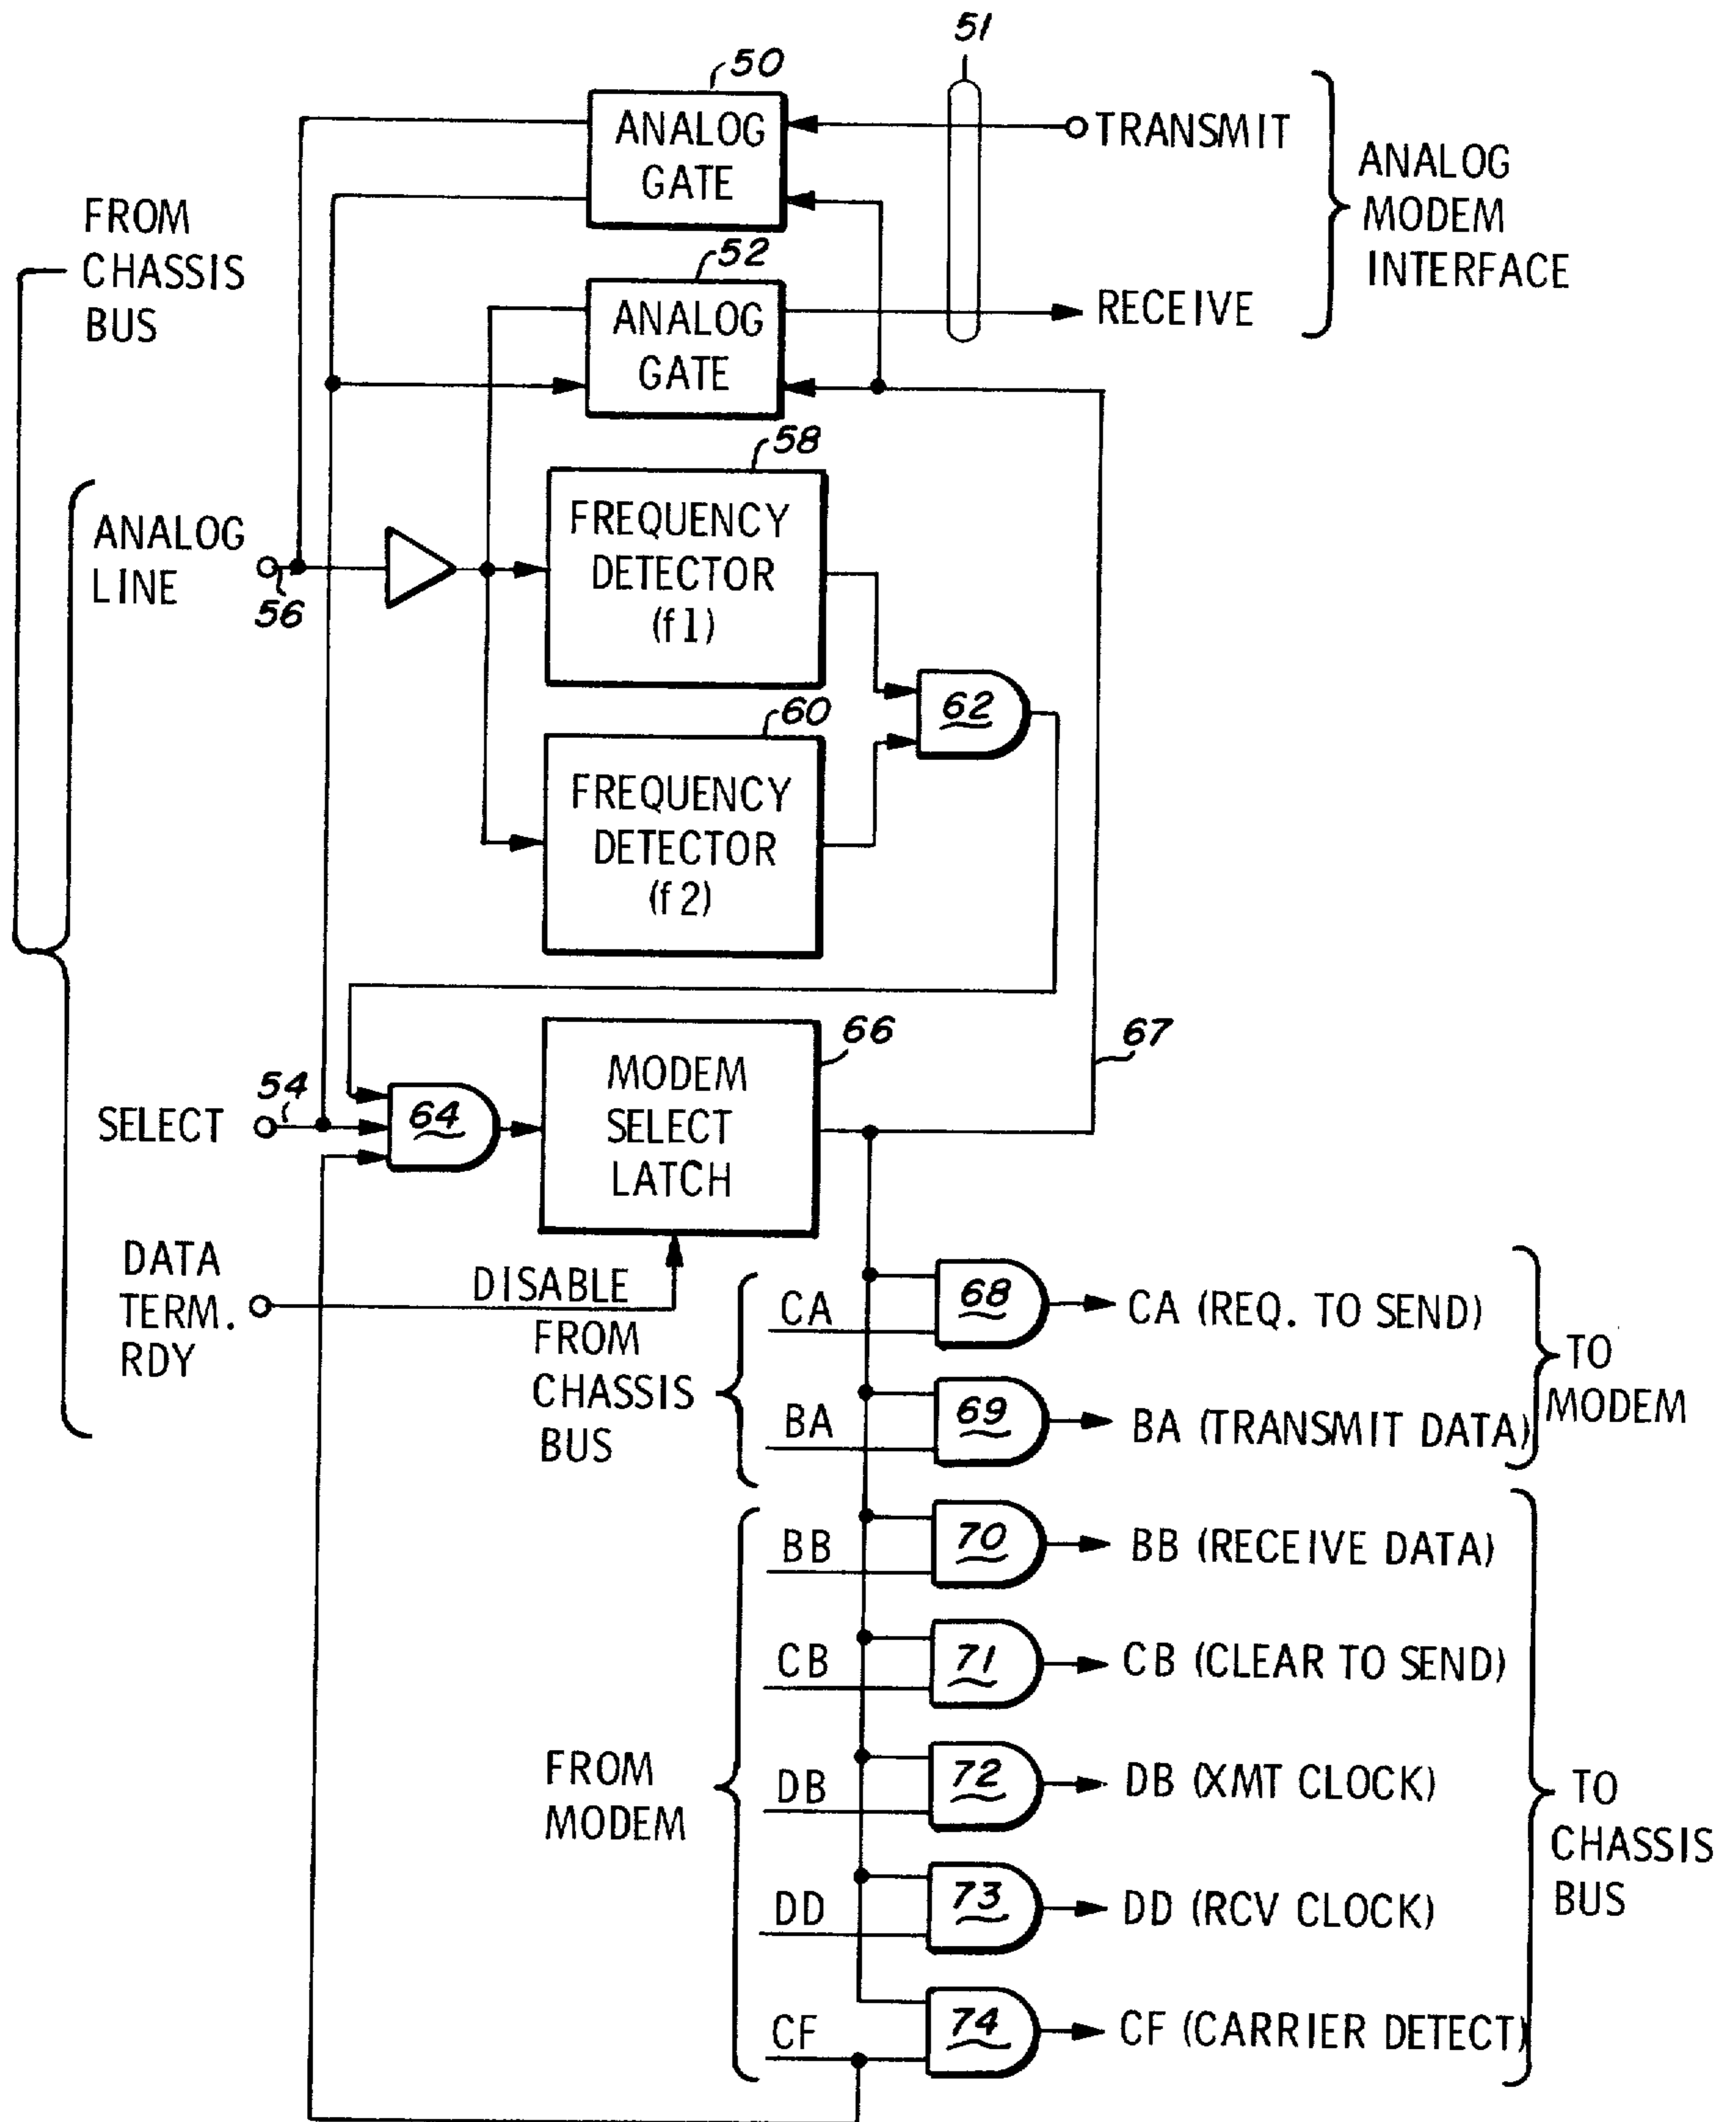 51
50
ANALOG
GATE
TRANSMIT
ANALOG
MODEM
INTERFACE
FROM
CHASSIS
BUS
52
ANALOG
GATE
RECEIVE
58
FREQUENCY
DETECTOR
(f1)
ANALOG
LINE
56
62
60
FREQUENCY
DETECTOR
(f2)
66
67
MODEM
SELECT
LATCH
54
SELECT
64
DATA
TERM.
RDY
DISABLE
FROM
CHASSIS
BUS
CA
68
CA (REQ. TO SEND)
BA
69
BA (TRANSMIT DATA)
TO
MODEM
BB
70
BB (RECEIVE DATA)
CB
71
CB (CLEAR TO SEND)
FROM
MODEM
DB
72
DB (XMT CLOCK)
TO
CHASSIS
BUS
DD
73
DD (RCV CLOCK)
CF
74
CF (CARRIER DETECT)